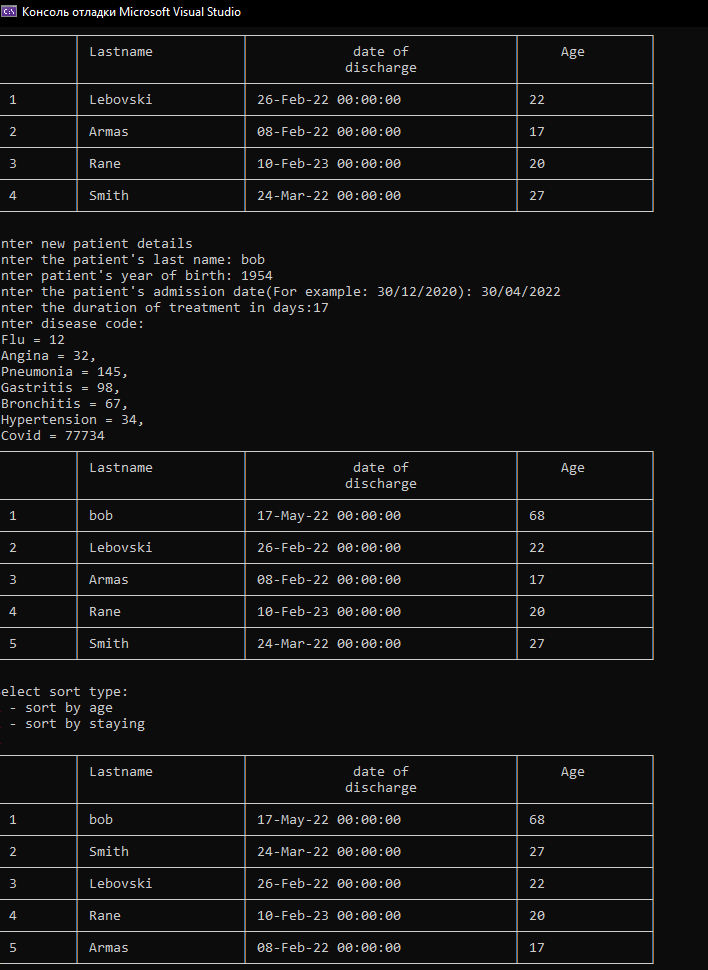 Консоль отладки Microsoft Visual Studio
Lastname date of discharge Age
1 Lebovski 26-Feb-22 00:00:00 22
2 Armas 08-Feb-22 00:00:00 17
3 Rane 10-Feb-23 00:00:00 20
4 Smith 24-Mar-22 00:00:00 27
nter new patient details
nter the patient's last name: bob
nter patient's year of birth: 1954
nter the patient's admission date(For example: 30/12/2020): 30/04/2022
nter the duration of treatment in days:17
nter disease code:
Flu = 12
Angina = 32,
Pneumonia = 145,
Gastritis = 98,
Bronchitis = 67,
Hypertension = 34,
Covid = 77734
Lastname date of discharge Age
1 bob 17-May-22 00:00:00 68
2 Lebovski 26-Feb-22 00:00:00 22
3 Armas 08-Feb-22 00:00:00 17
4 Rane 10-Feb-23 00:00:00 20
5 Smith 24-Mar-22 00:00:00 27
elect sort type:
- sort by age
- sort by staying
Lastname date of discharge Age
1 bob 17-May-22 00:00:00 68
2 Smith 24-Mar-22 00:00:00 27
3 Lebovski 26-Feb-22 00:00:00 22
4 Rane 10-Feb-23 00:00:00 20
5 Armas 08-Feb-22 00:00:00 17